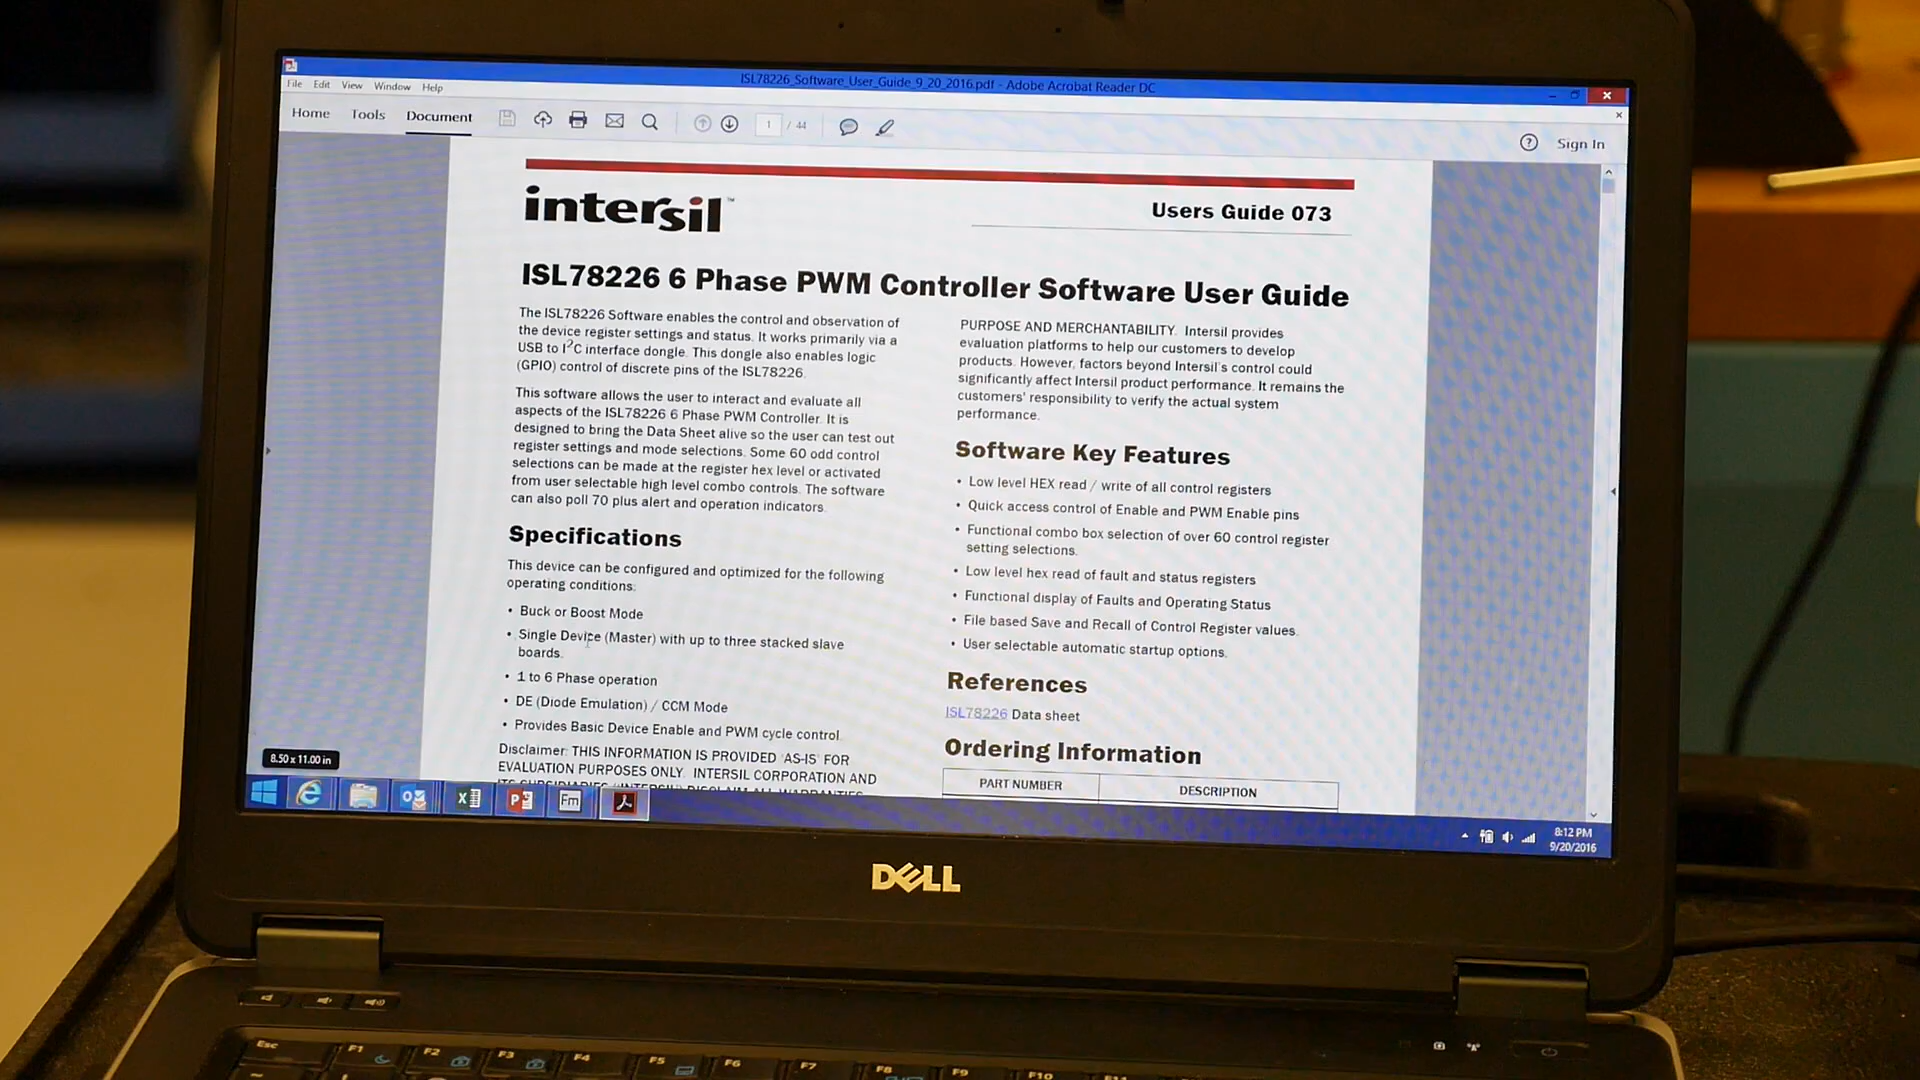 ISL78226_Software_User_Guide_9_20_2016.pdf - Adobe Acrobat Reader DC
File Edit View Window Help
Home Tools Document
1 / 44
Sign In
intersil™
Users Guide 073
ISL78226 6 Phase PWM Controller Software User Guide
The ISL78226 Software enables the control and observation of
the device register settings and status. It works primarily via a
USB to I2C interface dongle. This dongle also enables logic
(GPIO) control of discrete pins of the ISL78226.
This software allows the user to interact and evaluate all
aspects of the ISL78226 6 Phase PWM Controller. It is
designed to bring the Data Sheet alive so the user can test out
register settings and mode selections. Some 60 odd control
selections can be made at the register hex level or activated
from user selectable high level combo controls. The software
can also poll 70 plus alert and operation indicators.
Specifications
This device can be configured and optimized for the following
operating conditions:
• Buck or Boost Mode
• Single Device (Master) with up to three stacked slave
boards.
• 1 to 6 Phase operation
• DE (Diode Emulation) / CCM Mode
• Provides Basic Device Enable and PWM cycle control.
Disclaimer: THIS INFORMATION IS PROVIDED 'AS-IS' FOR
EVALUATION PURPOSES ONLY. INTERSIL CORPORATION AND
PURPOSE AND MERCHANTABILITY. Intersil provides
evaluation platforms to help our customers to develop
products. However, factors beyond Intersil's control could
significantly affect Intersil product performance. It remains the
customers' responsibility to verify the actual system
performance.
Software Key Features
• Low level HEX read / write of all control registers
• Quick access control of Enable and PWM Enable pins
• Functional combo box selection of over 60 control register
setting selections.
• Low level hex read of fault and status registers
• Functional display of Faults and Operating Status
• File based Save and Recall of Control Register values.
• User selectable automatic startup options.
References
ISL78226 Data sheet
Ordering Information
PART NUMBER DESCRIPTION
8.50 x 11.00 in
Fm
8:12 PM
9/20/2016
DELL
Esc F1 F2 F3 F4 F5 F6 F7 F8 F9 F10